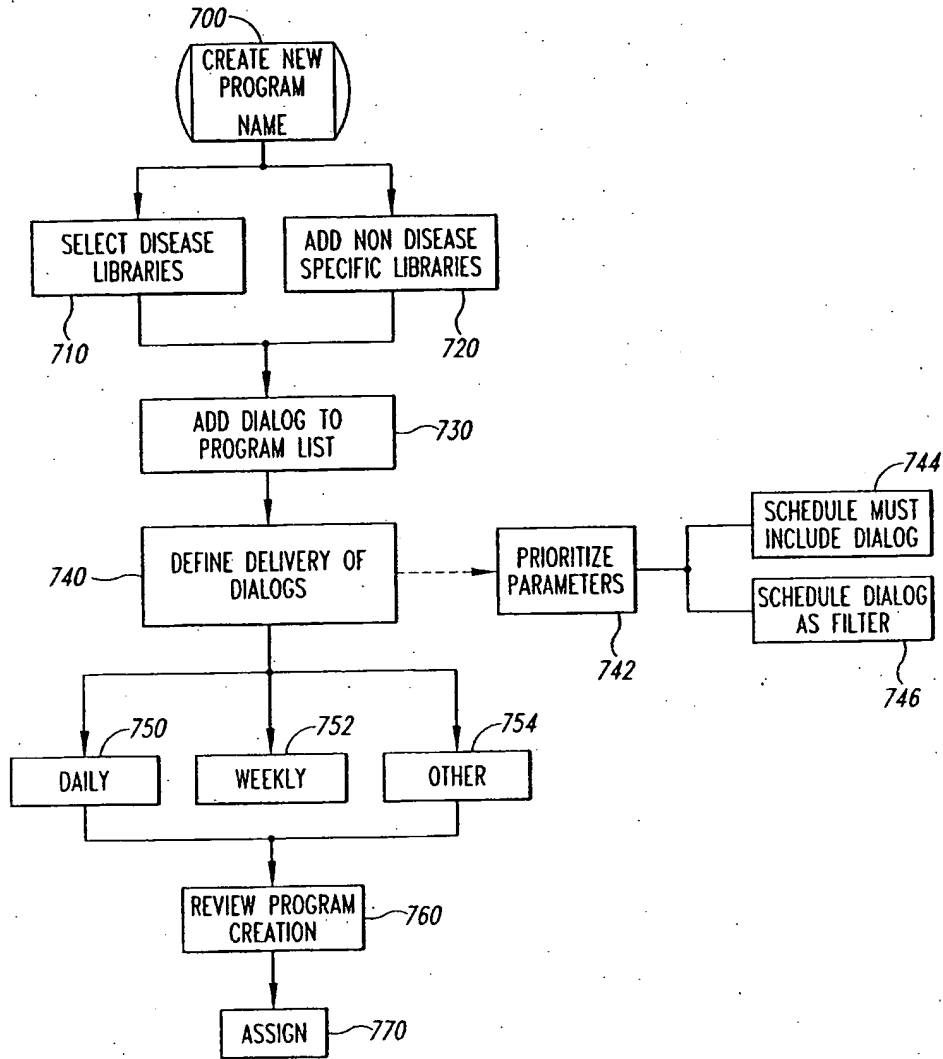 700
CREATE NEW
PROGRAM
NAME
SELECT DISEASE
LIBRARIES
710
ADD NON DISEASE
SPECIFIC LIBRARIES
720
ADD DIALOG TO
PROGRAM LIST
730
740
DEFINE DELIVERY OF
DIALOGS
PRIORITIZE
PARAMETERS
742
744
SCHEDULE MUST
INCLUDE DIALOG
SCHEDULE DIALOG
AS FILTER
746
750
DAILY
752
WEEKLY
754
OTHER
REVIEW PROGRAM
CREATION
760
ASSIGN
770